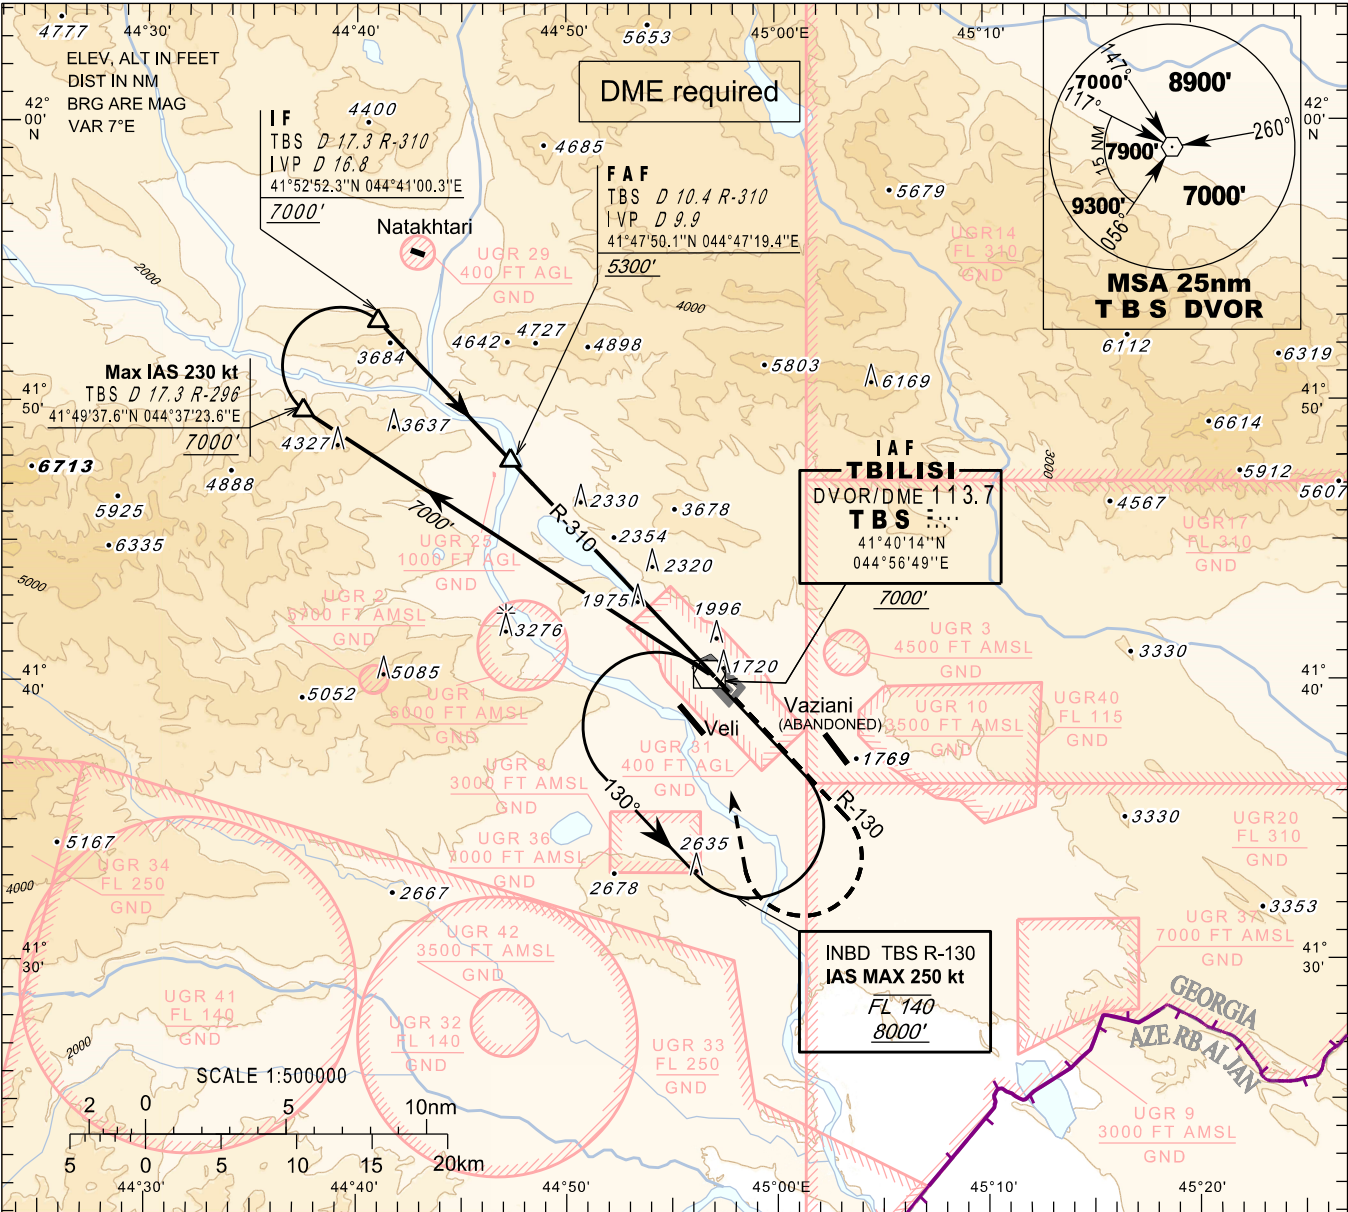 4777
44°30'
44°40'
44°50'
5653
45°00'E
45°10'
ELEV, ALT IN FEET
DIST IN NM
BRG ARE MAG
VAR 7°E
42°
00'
N
DME required
147°
7000'
117°
8900'
260°
15 NM
7900'
9300'
7000'
056°
MSA 25nm
TBS DVOR
42°
00'
N
4400
IF
TBS D 17.3 R-310
IVP D 16.8
41°52'52.3"N 044°41'00.3"E
7000'
4685
FAF
TBS D 10.4 R-310
IVP D 9.9
41°47'50.1"N 044°47'19.4"E
5300'
5679
Natakhtari
UGR 29
400 FT AGL
GND
UGR14
FL 310
GND
2000
4000
3684
4642
4727
4898
5803
6169
6112
6319
Max IAS 230 kt
TBS D 17.3 R-296
41°49'37.6"N 044°37'23.6"E
7000'
41°
50'
41°
50'
4327
3637
6614
6713
4888
5925
6335
IAF
TBILISI
DVOR/DME 113.7
TBS
41°40'14"N
044°56'49"E
7000'
3000
5912
5607
4567
UGR17
FL 310
GND
7000'
2330
R-310
3678
2354
2320
UGR 25
1000 FT AGL
GND
5000
UGR 2
5700 FT AMSL
GND
1975
1996
3276
1720
5085
5052
UGR 1
6000 FT AMSL
GND
UGR 3
4500 FT AMSL
GND
3330
41°
40'
41°
40'
Vaziani
(ABANDONED)
Veli
UGR 10
3500 FT AMSL
GND
UGR40
FL 115
GND
UGR 31
400 FT AGL
GND
1769
UGR 8
3000 FT AMSL
GND
130°
R-130
UGR 36
7000 FT AMSL
GND
2635
2678
2667
3330
UGR20
FL 310
GND
5167
UGR 34
FL 250
GND
4000
3353
UGR 37
7000 FT AMSL
GND
UGR 42
3500 FT AMSL
GND
41°
30'
41°
30'
INBD TBS R-130
IAS MAX 250 kt
FL 140
8000'
UGR 41
FL 140
GND
UGR 32
FL 140
GND
UGR 33
FL 250
GND
GEORGIA
AZERBAIJAN
2000
SCALE 1:500000
2 0 5 10nm
5 0 5 10 15 20km
UGR 9
3000 FT AMSL
GND
44°30'
44°40'
44°50'
45°00'E
45°10'
45°20'